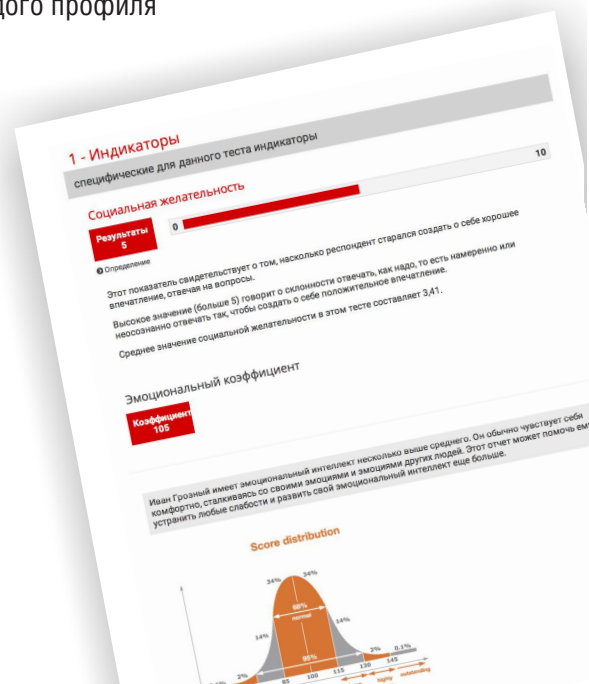 дого профиля
1 - Индикаторы
специфические для данного теста индикаторы
Социальная желательность
Результаты
5
0
10
Определение
Этот показатель свидетельствует о том, насколько респондент старался создать о себе хорошее
впечатление, отвечая на вопросы.
Высокое значение (больше 5) говорит о склонности отвечать, как надо, то есть намеренно или
неосознанно отвечать так, чтобы создать о себе положительное впечатление.
Среднее значение социальной желательности в этом тесте составляет 3,41.
Эмоциональный коэффициент
Коэффициент
105
Иван Грозный имеет эмоциональный интеллект несколько выше среднего. Он обычно чувствует себя
комфортно, сталкиваясь со своими эмоциями и эмоциями других людей. Этот отчет может помочь ему
устранить любые слабости и развить свой эмоциональный интеллект еще больше.
Score distribution
34% 34%
68%
normal
14% 14%
95%
2% 2% 0.1%
85 100 115 130 145
highly outstanding